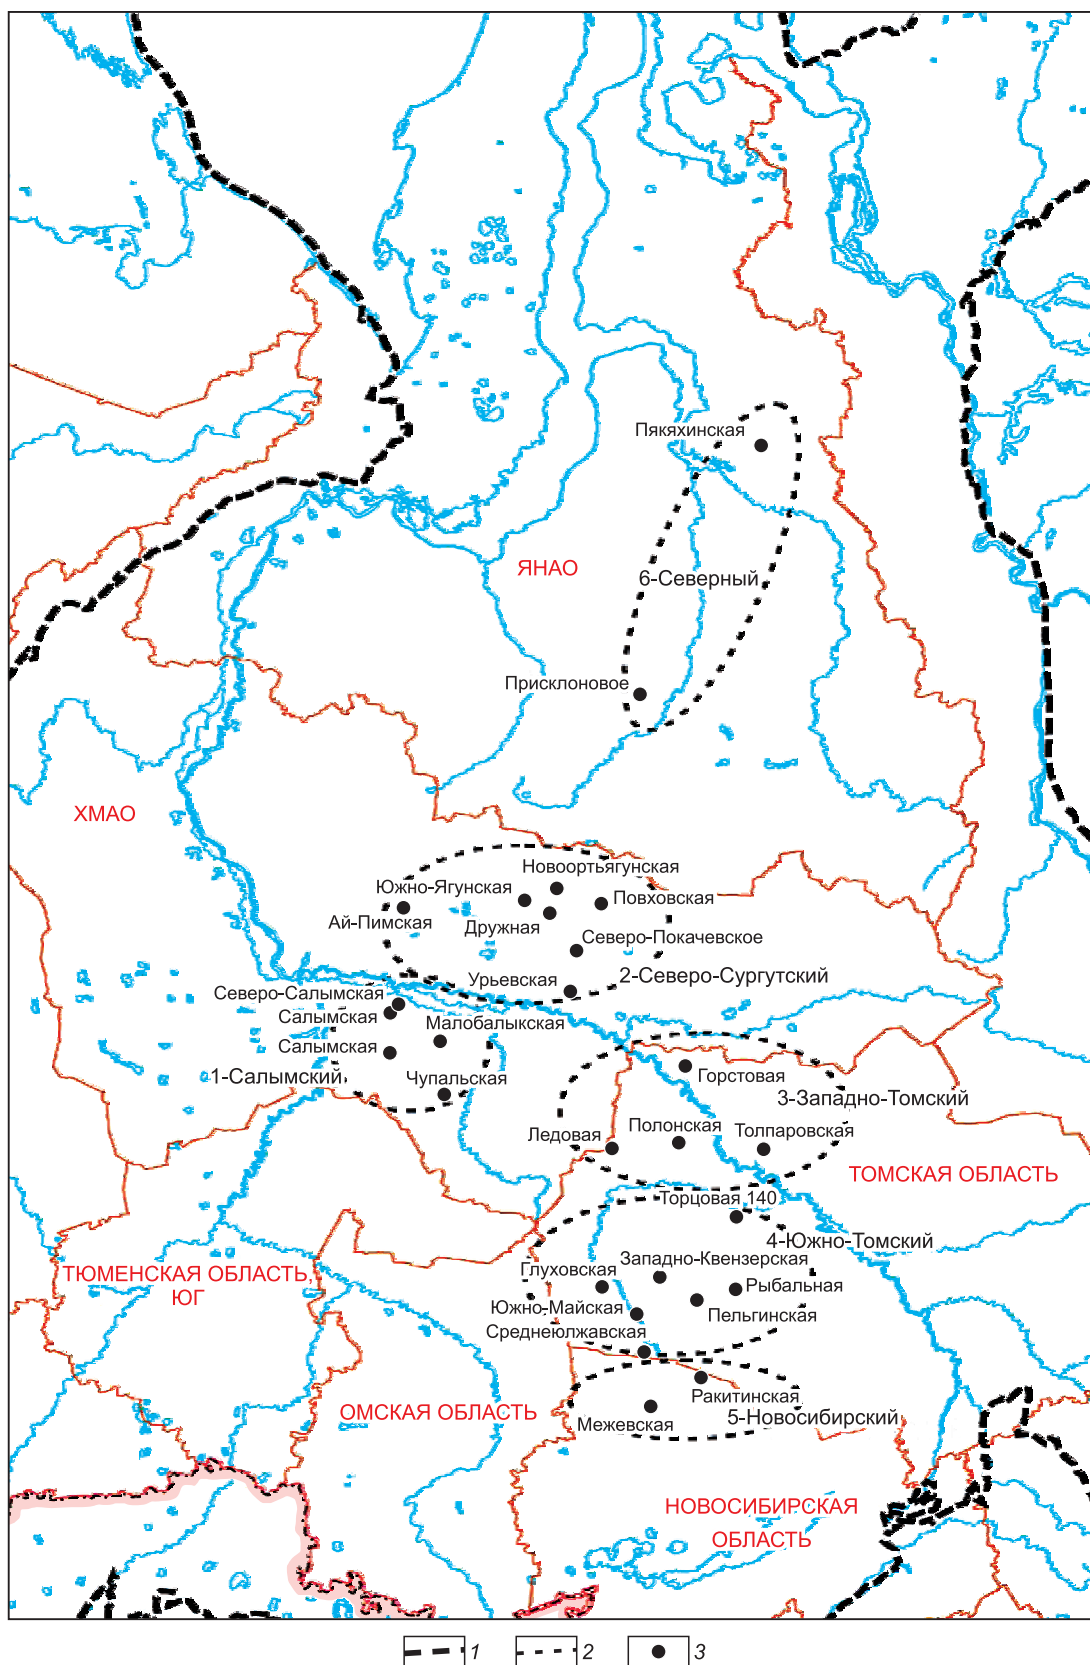 Пякяхинская
ЯНАО
6-Северный
Присклоновое
ХМАО
Новоортьягунская
Южно-Ягунская
Повховская
Ай-Пимская
Дружная
Северо-Покачевское
Урьевская
2-Северо-Сургутский
Северо-Салымская
Салымская
Малобалыкская
Салымская
1-Салымский
Чупальская
Горстовая
3-Западно-Томский
Ледовая
Полонская
Толпаровская
ТОМСКАЯ ОБЛАСТЬ
Торцовая 140
4-Южно-Томский
Западно-Квензерская
ТЮМЕНСКАЯ ОБЛАСТЬ,
ЮГ
Глуховская
Рыбальная
Южно-Майская
Пельгинская
Среднеюлжавская
Ракитинская
ОМСКАЯ ОБЛАСТЬ
Межевская
5-Новосибирский
НОВОСИБИРСКАЯ
ОБЛАСТЬ
1
2
3